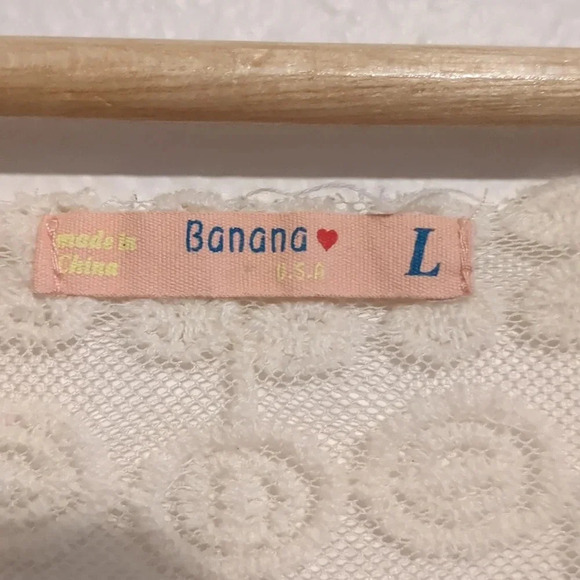 made in
China
Banana ♥
U.S.A
L